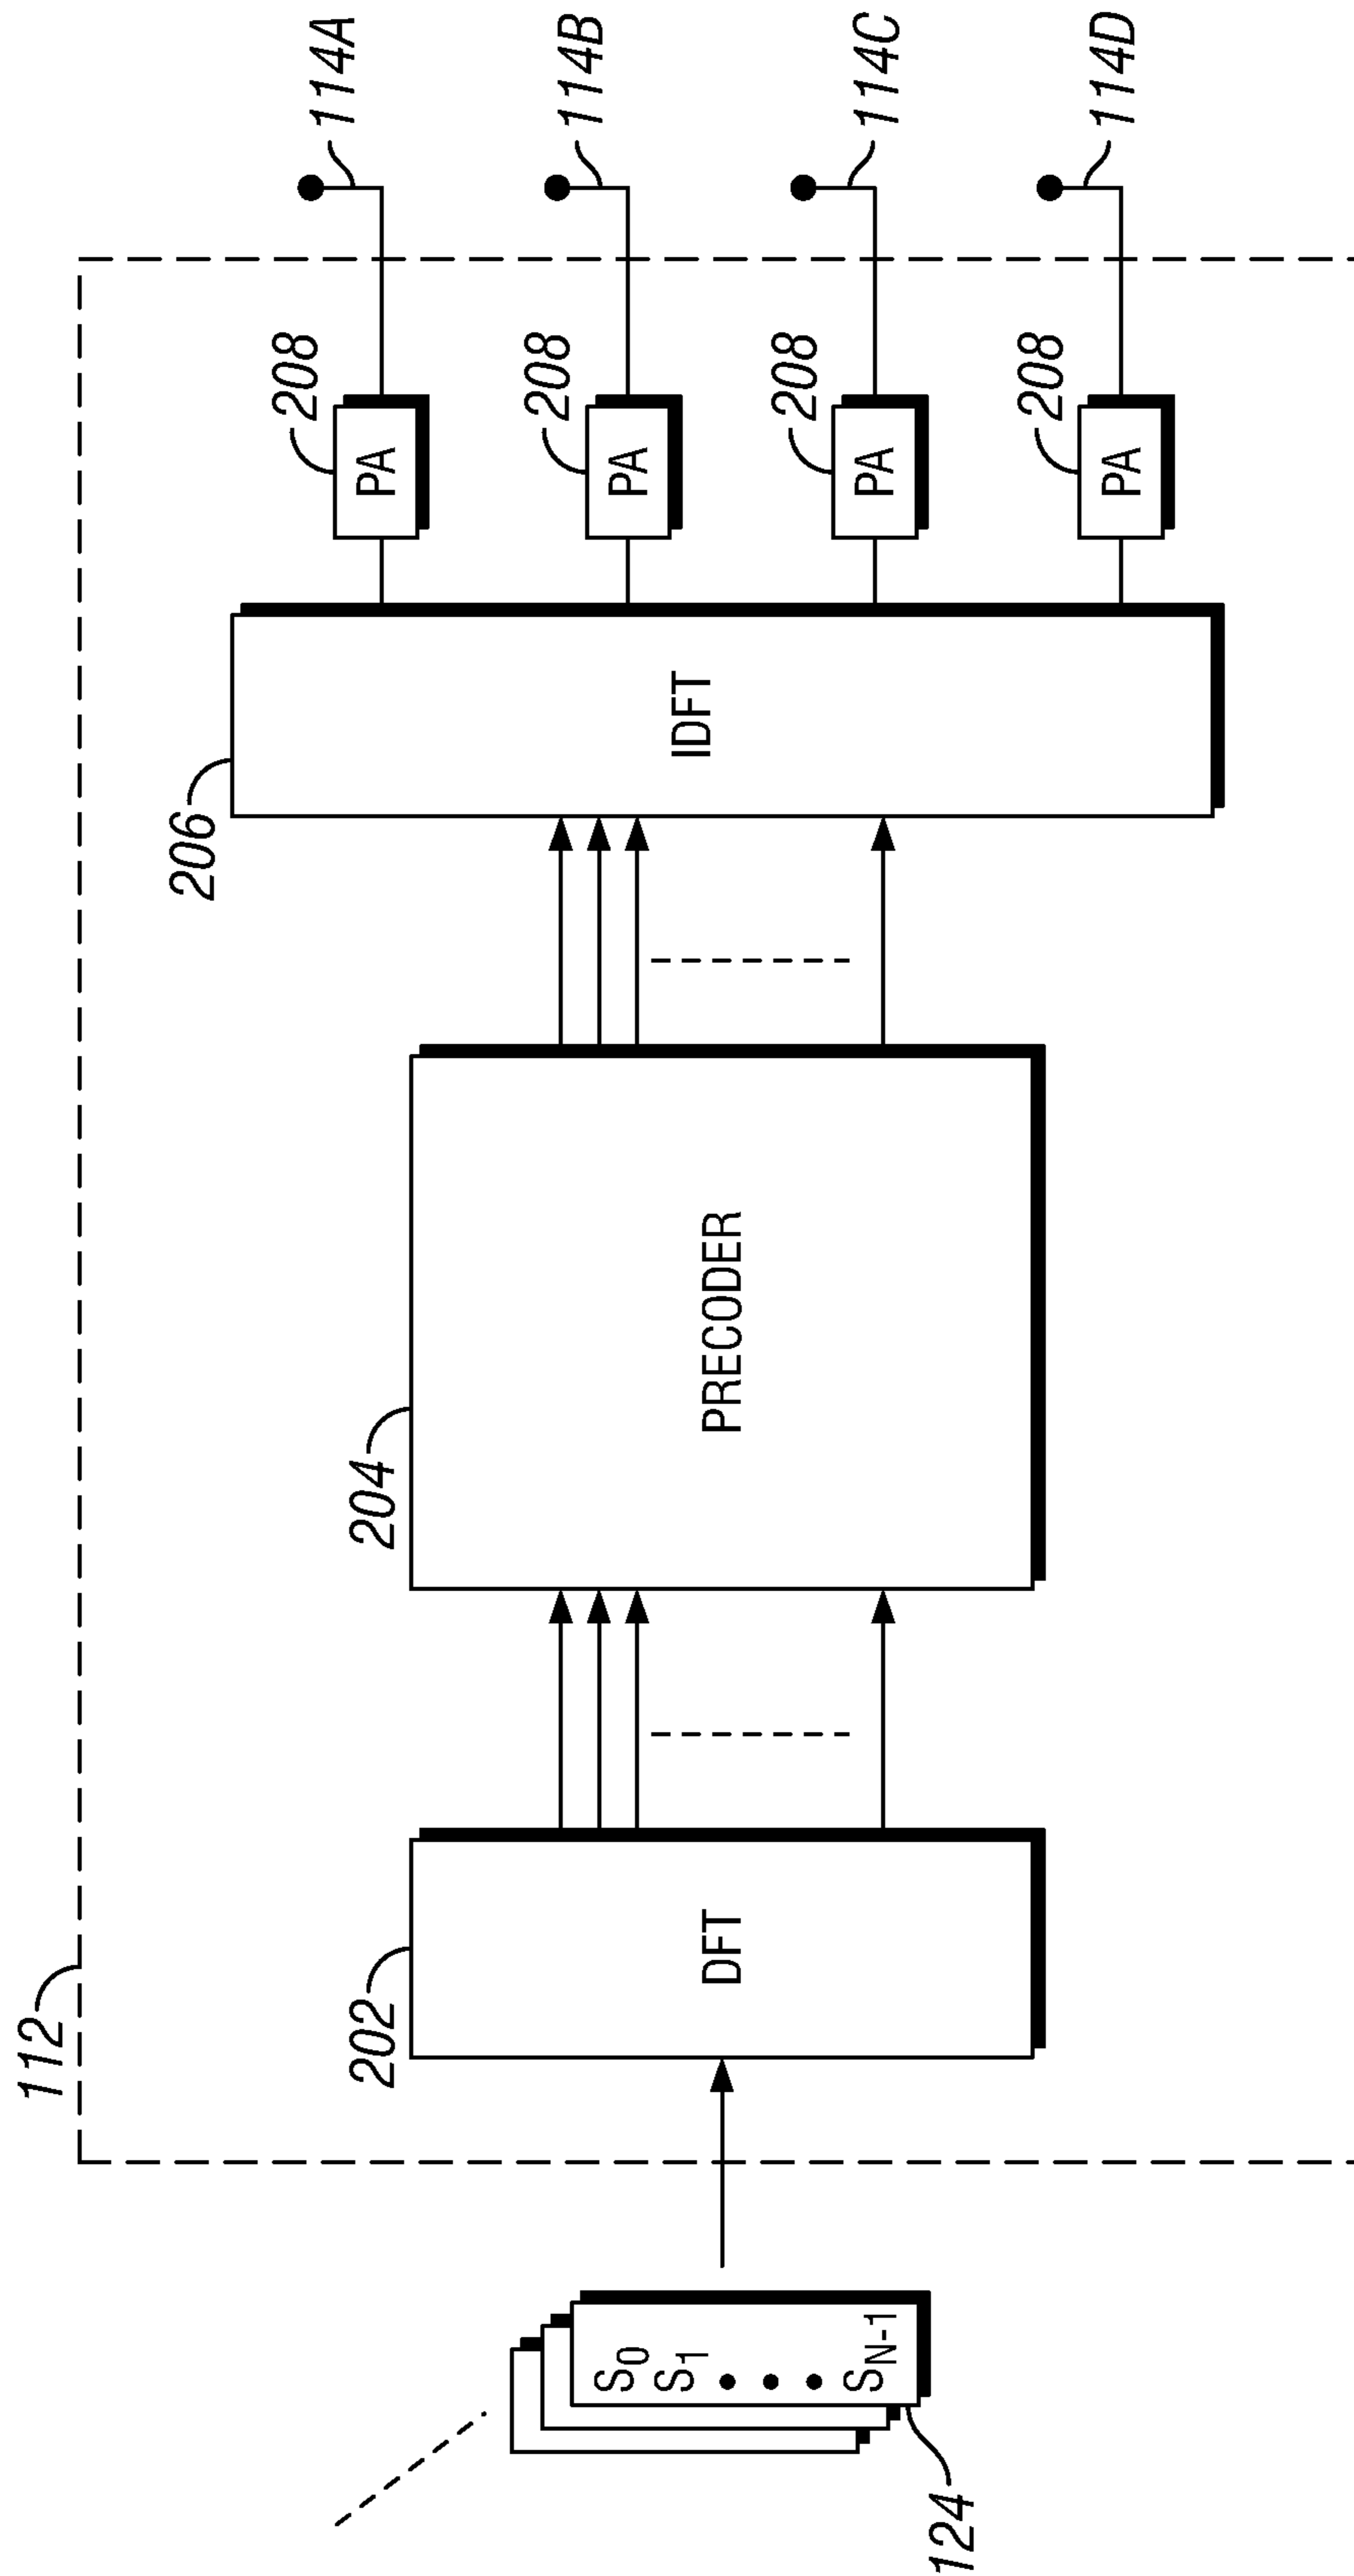 112
202
DFT
204
PRECODER
206
IDFT
208
PA
114A
208
PA
114B
208
PA
114C
208
PA
114D
S0
S1
SN-1
124